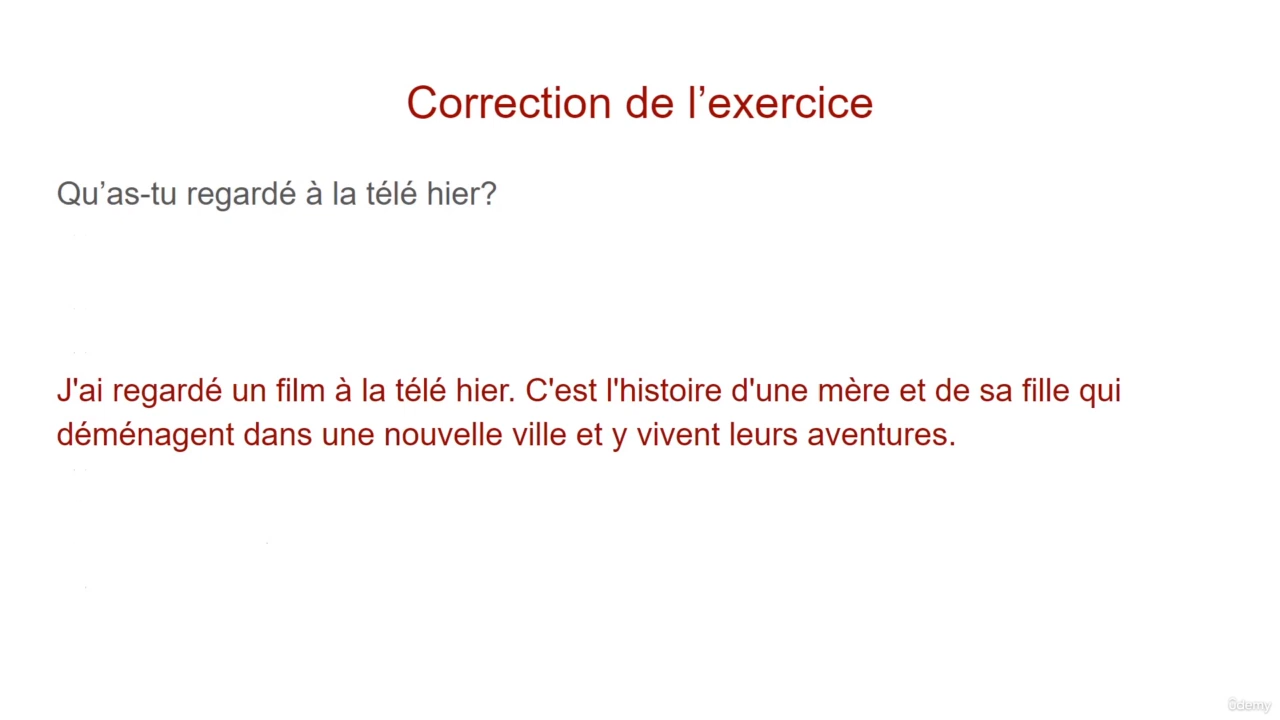 Correction de l’exercice
Qu’as-tu regardé à la télé hier?
J'ai regardé un film à la télé hier. C'est l'histoire d'une mère et de sa fille qui
déménagent dans une nouvelle ville et y vivent leurs aventures.
ûdemy